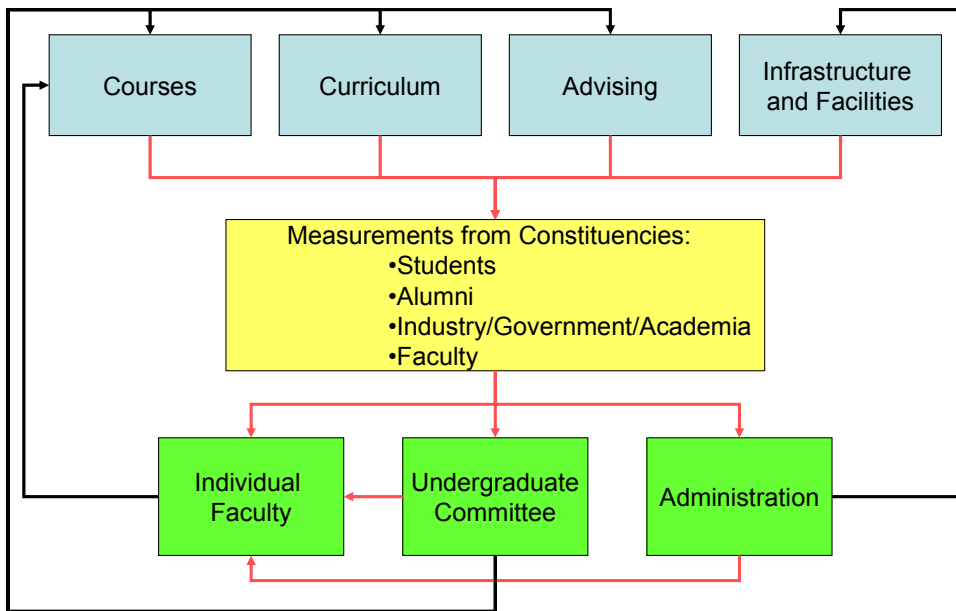 Courses
Curriculum
Advising
Infrastructure
and Facilities
Measurements from Constituencies:
•Students
•Alumni
•Industry/Government/Academia
•Faculty
Individual
Faculty
Undergraduate
Committee
Administration